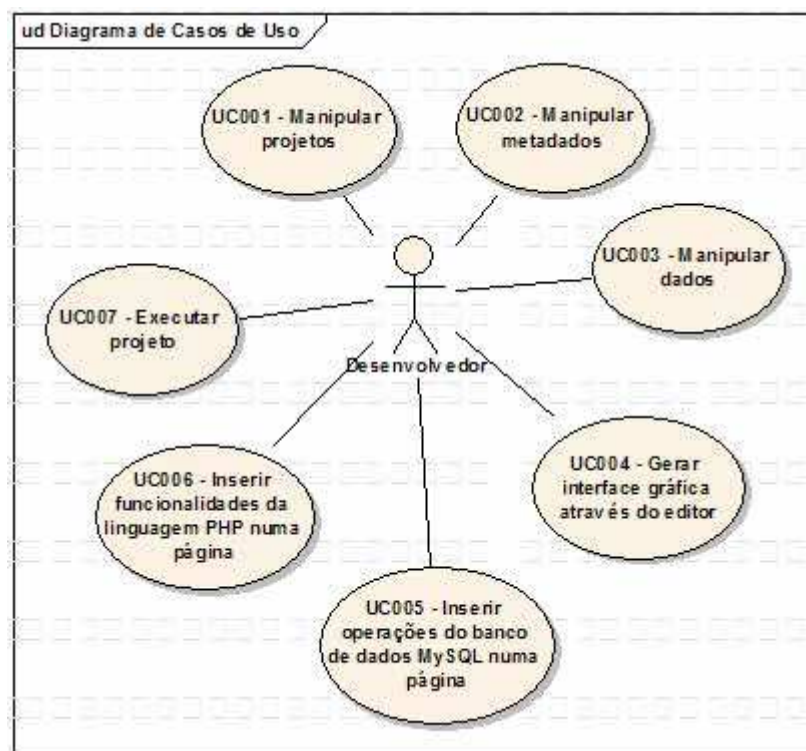 ud Diagrama de Casos de Uso
UC001 - Manipular
projetos
UC002 - Manipular
metadados
UC003 - Manipular
dados
UC007 - Executar
projeto
Desenvolvedor
UC006 - Inserir
funcionalidades da
linguagem PHP numa
página
UC004 - Gerar
interface gráfica
através do editor
UC005 - Inserir
operações do banco
de dados MySQL numa
página